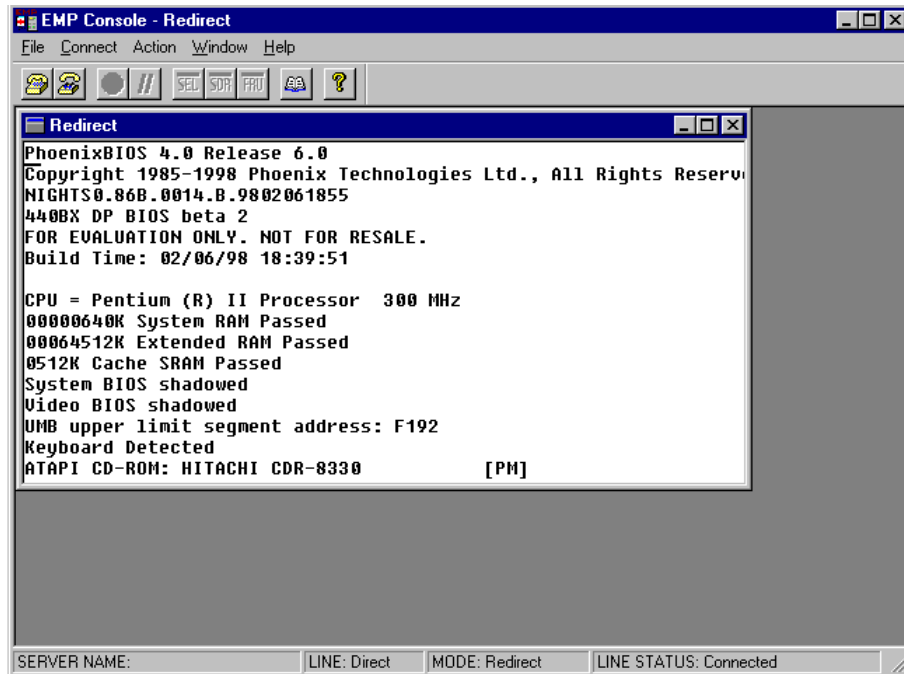 EMP Console - Redirect
File Connect Action Window Help
SEL SDR FRU ?
Redirect
PhoenixBIOS 4.0 Release 6.0
Copyright 1985-1998 Phoenix Technologies Ltd., All Rights Reserv
NIGHTS0.86B.0014.B.9802061855
440BX DP BIOS beta 2
FOR EVALUATION ONLY. NOT FOR RESALE.
Build Time: 02/06/98 18:39:51
CPU = Pentium (R) II Processor 300 MHz
00000640K System RAM Passed
00064512K Extended RAM Passed
0512K Cache SRAM Passed
System BIOS shadowed
Video BIOS shadowed
UMB upper limit segment address: F192
Keyboard Detected
ATAPI CD-ROM: HITACHI CDR-8330 [PM]
SERVER NAME: LINE: Direct MODE: Redirect LINE STATUS: Connected